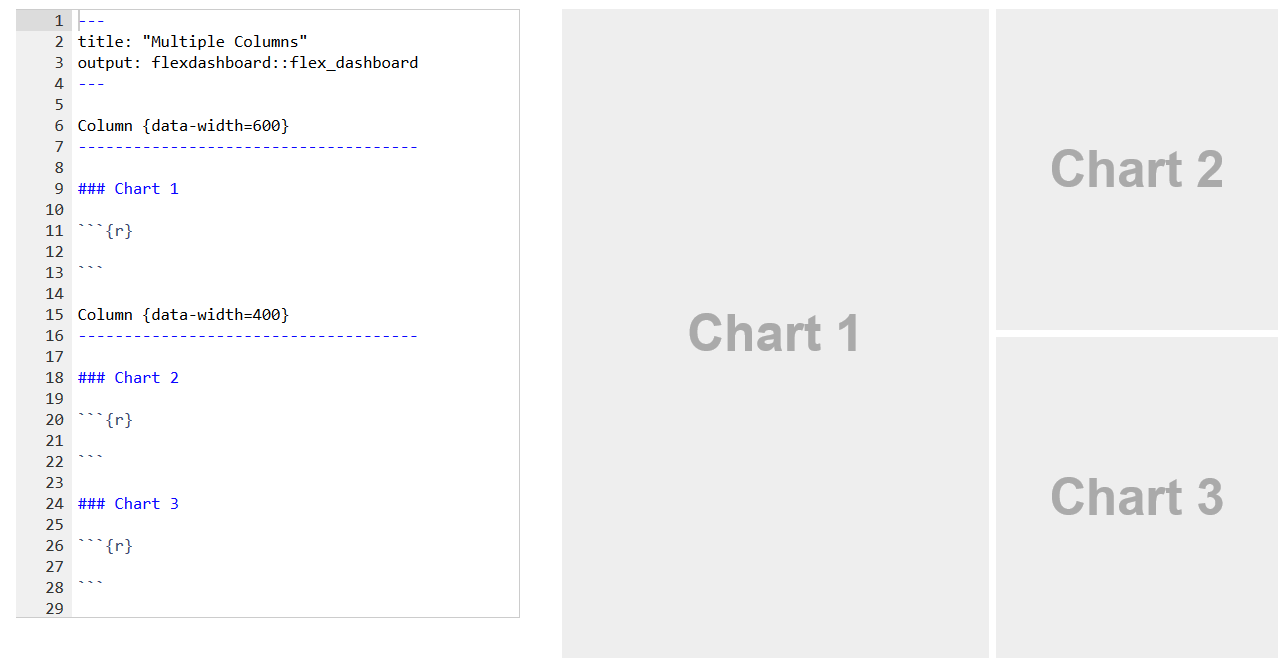 1 ---
2 title: "Multiple Columns"
3 output: flexdashboard::flex_dashboard
4 ---
5
6 Column {data-width=600}
7 -------------------------------------
8
9 ### Chart 1
10
11 ```{r}
12
13 ```
14
15 Column {data-width=400}
16 -------------------------------------
17
18 ### Chart 2
19
20 ```{r}
21
22 ```
23
24 ### Chart 3
25
26 ```{r}
27
28 ```
29
Chart 1
Chart 2
Chart 3